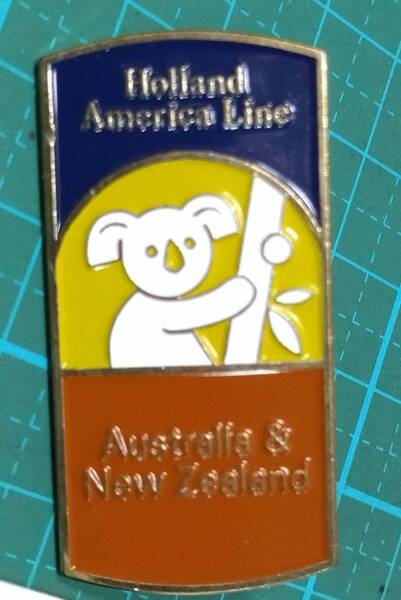 Holland
America Line
Australia &
New Zealand